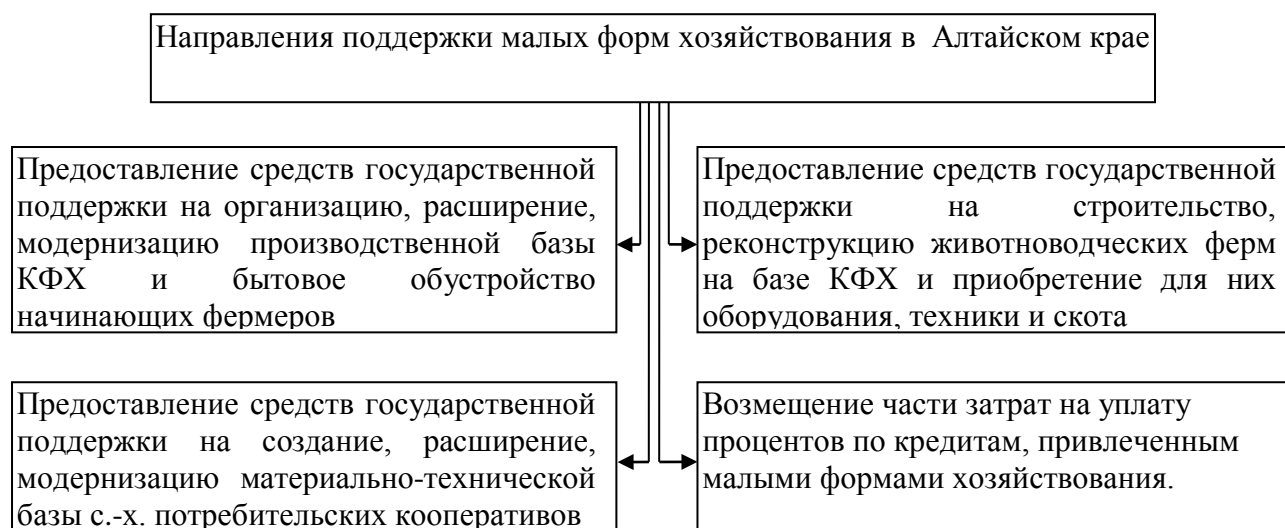 Направления поддержки малых форм хозяйствования в Алтайском крае
Предоставление средств государственной
поддержки на организацию, расширение,
модернизацию производственной базы
КФХ и бытовое обустройство
начинающих фермеров
Предоставление средств государственной
поддержки на строительство,
реконструкцию животноводческих ферм
на базе КФХ и приобретение для них
оборудования, техники и скота
Предоставление средств государственной
поддержки на создание, расширение,
модернизацию материально-технической
базы с.-х. потребительских кооперативов
Возмещение части затрат на уплату
процентов по кредитам, привлеченным
малыми формами хозяйствования.